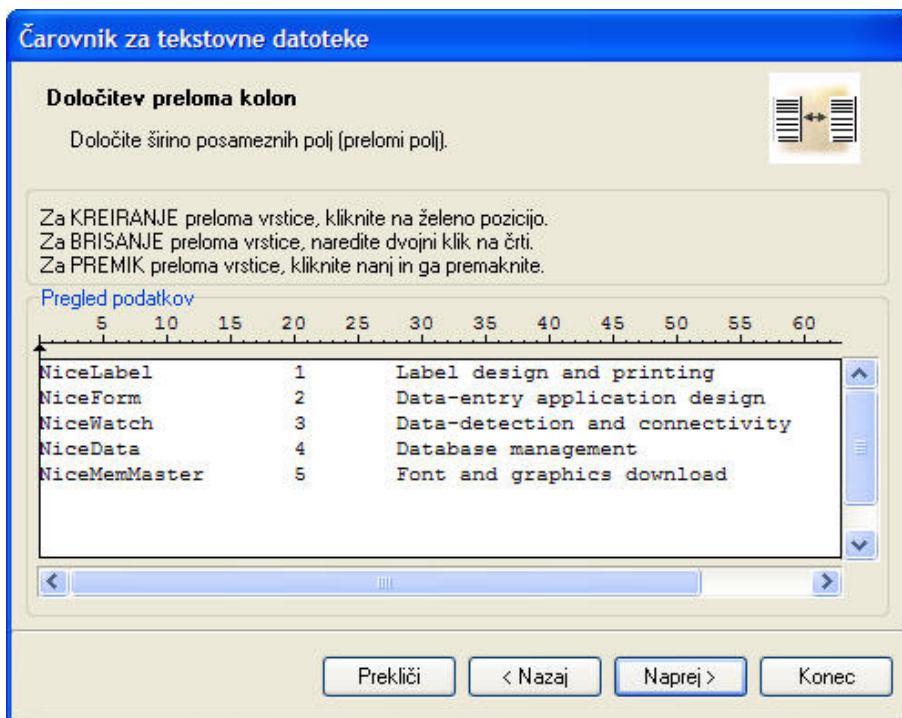 Čarovnik za tekstovne datoteke
Določitev preloma kolon
Določite širino posameznih polj (prelomi polj).
Za KREIRANJE preloma vrstice, kliknite na želeno pozicijo.
Za BRISANJE preloma vrstice, naredite dvojni klik na črti.
Za PREMIK preloma vrstice, kliknite nanj in ga premaknite.
Pregled podatkov
5 10 15 20 25 30 35 40 45 50 55 60
NiceLabel 1 Label design and printing
NiceForm 2 Data-entry application design
NiceWatch 3 Data-detection and connectivity
NiceData 4 Database management
NiceMemMaster 5 Font and graphics download
Prekliči < Nazaj Naprej > Konec